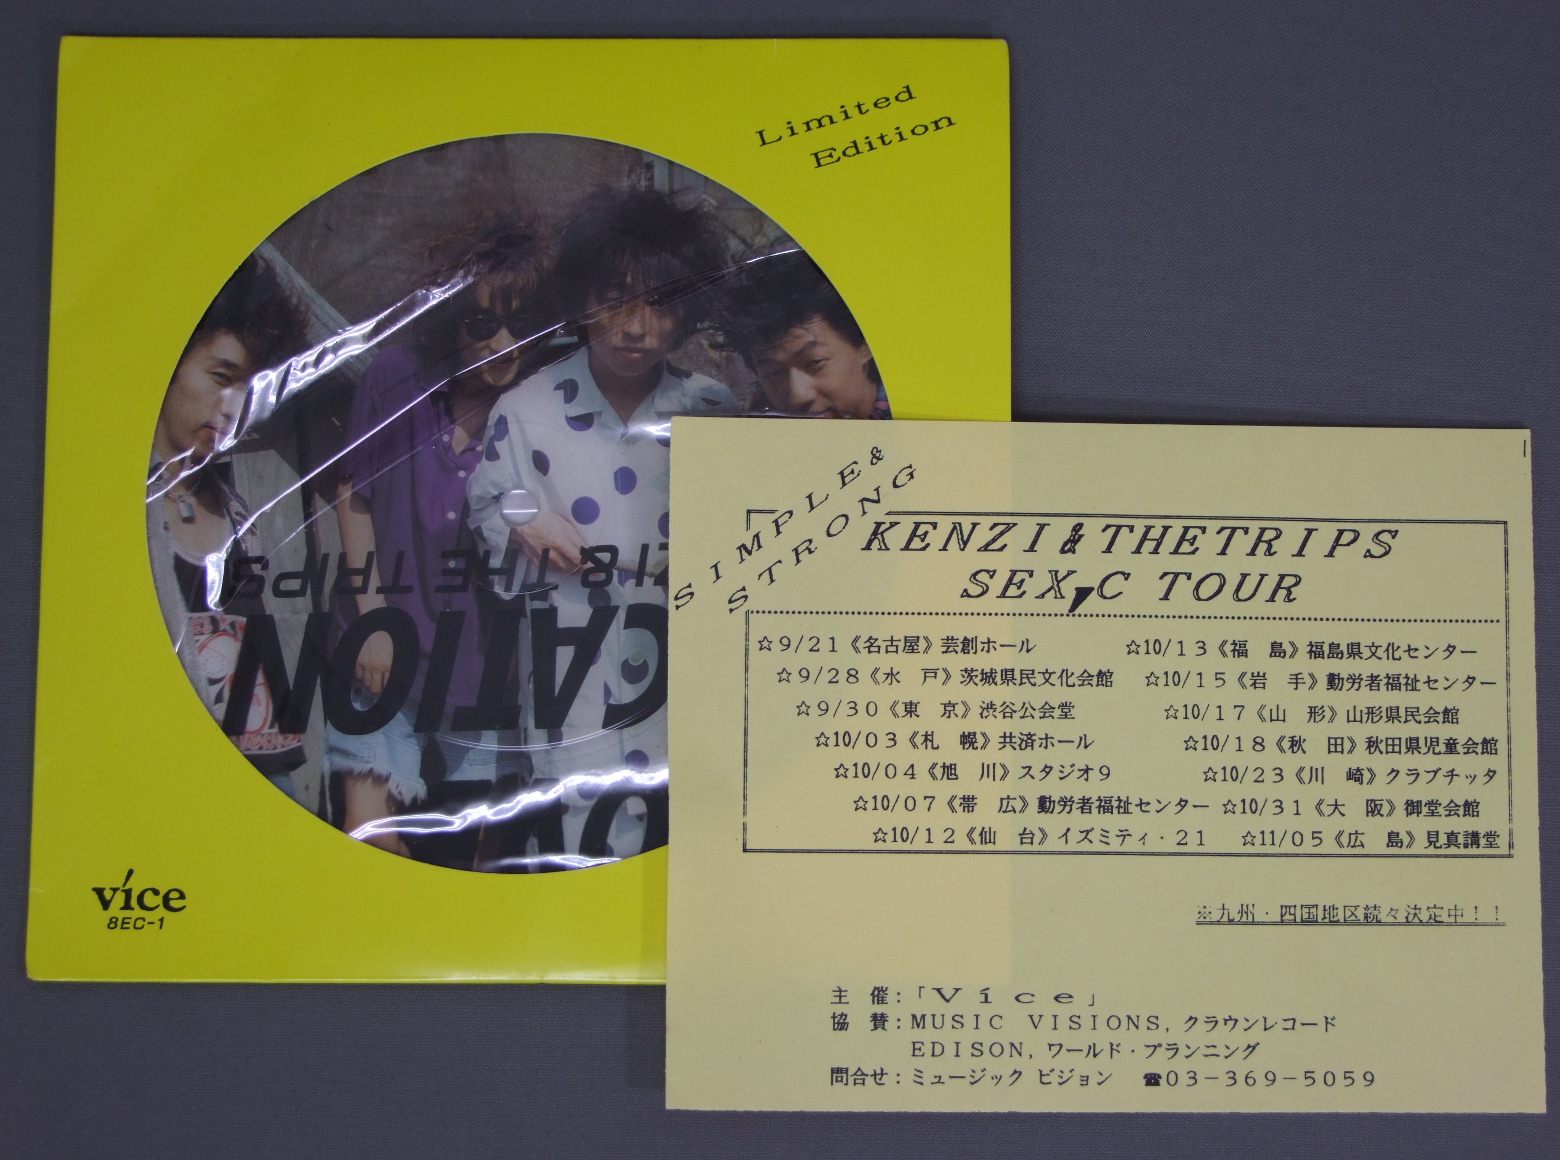 Limited
Edition
ZI & THE TRIPS
CATION
vice
8EC-1
SIMPLE &
STRONG
KENZI & THE TRIPS
SEX,C TOUR
☆9/21《名古屋》芸創ホール
☆9/28《水　戸》茨城県民文化会館
☆9/30《東　京》渋谷公会堂
☆10/03《札　幌》共済ホール
☆10/04《旭　川》スタジオ9
☆10/07《帯　広》勤労者福祉センター
☆10/12《仙　台》イズミティ・21
☆10/13《福　島》福島県文化センター
☆10/15《岩　手》勤労者福祉センター
☆10/17《山　形》山形県民会館
☆10/18《秋　田》秋田県児童会館
☆10/23《川　崎》クラブチッタ
☆10/31《大　阪》御堂会館
☆11/05《広　島》見真講堂
※九州・四国地区続々決定中！！
主　催：「Ｖíｃｅ」
協　賛：MUSIC VISIONS, クラウンレコード
EDISON, ワールド・プランニング
問合せ：ミュージック ビジョン ☎03-369-5059